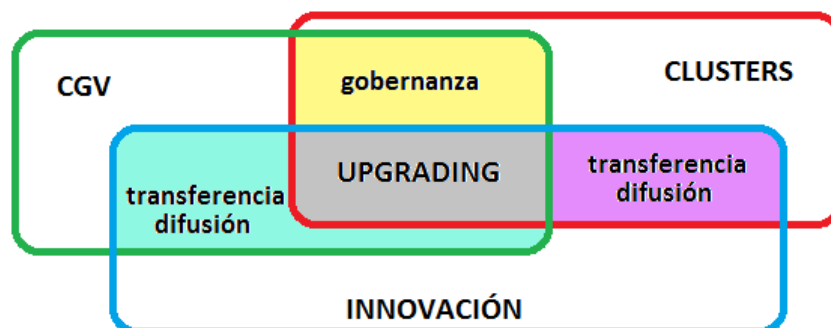 CGV
gobernanza
CLUSTERS
transferencia
difusión
UPGRADING
transferencia
difusión
INNOVACIÓN